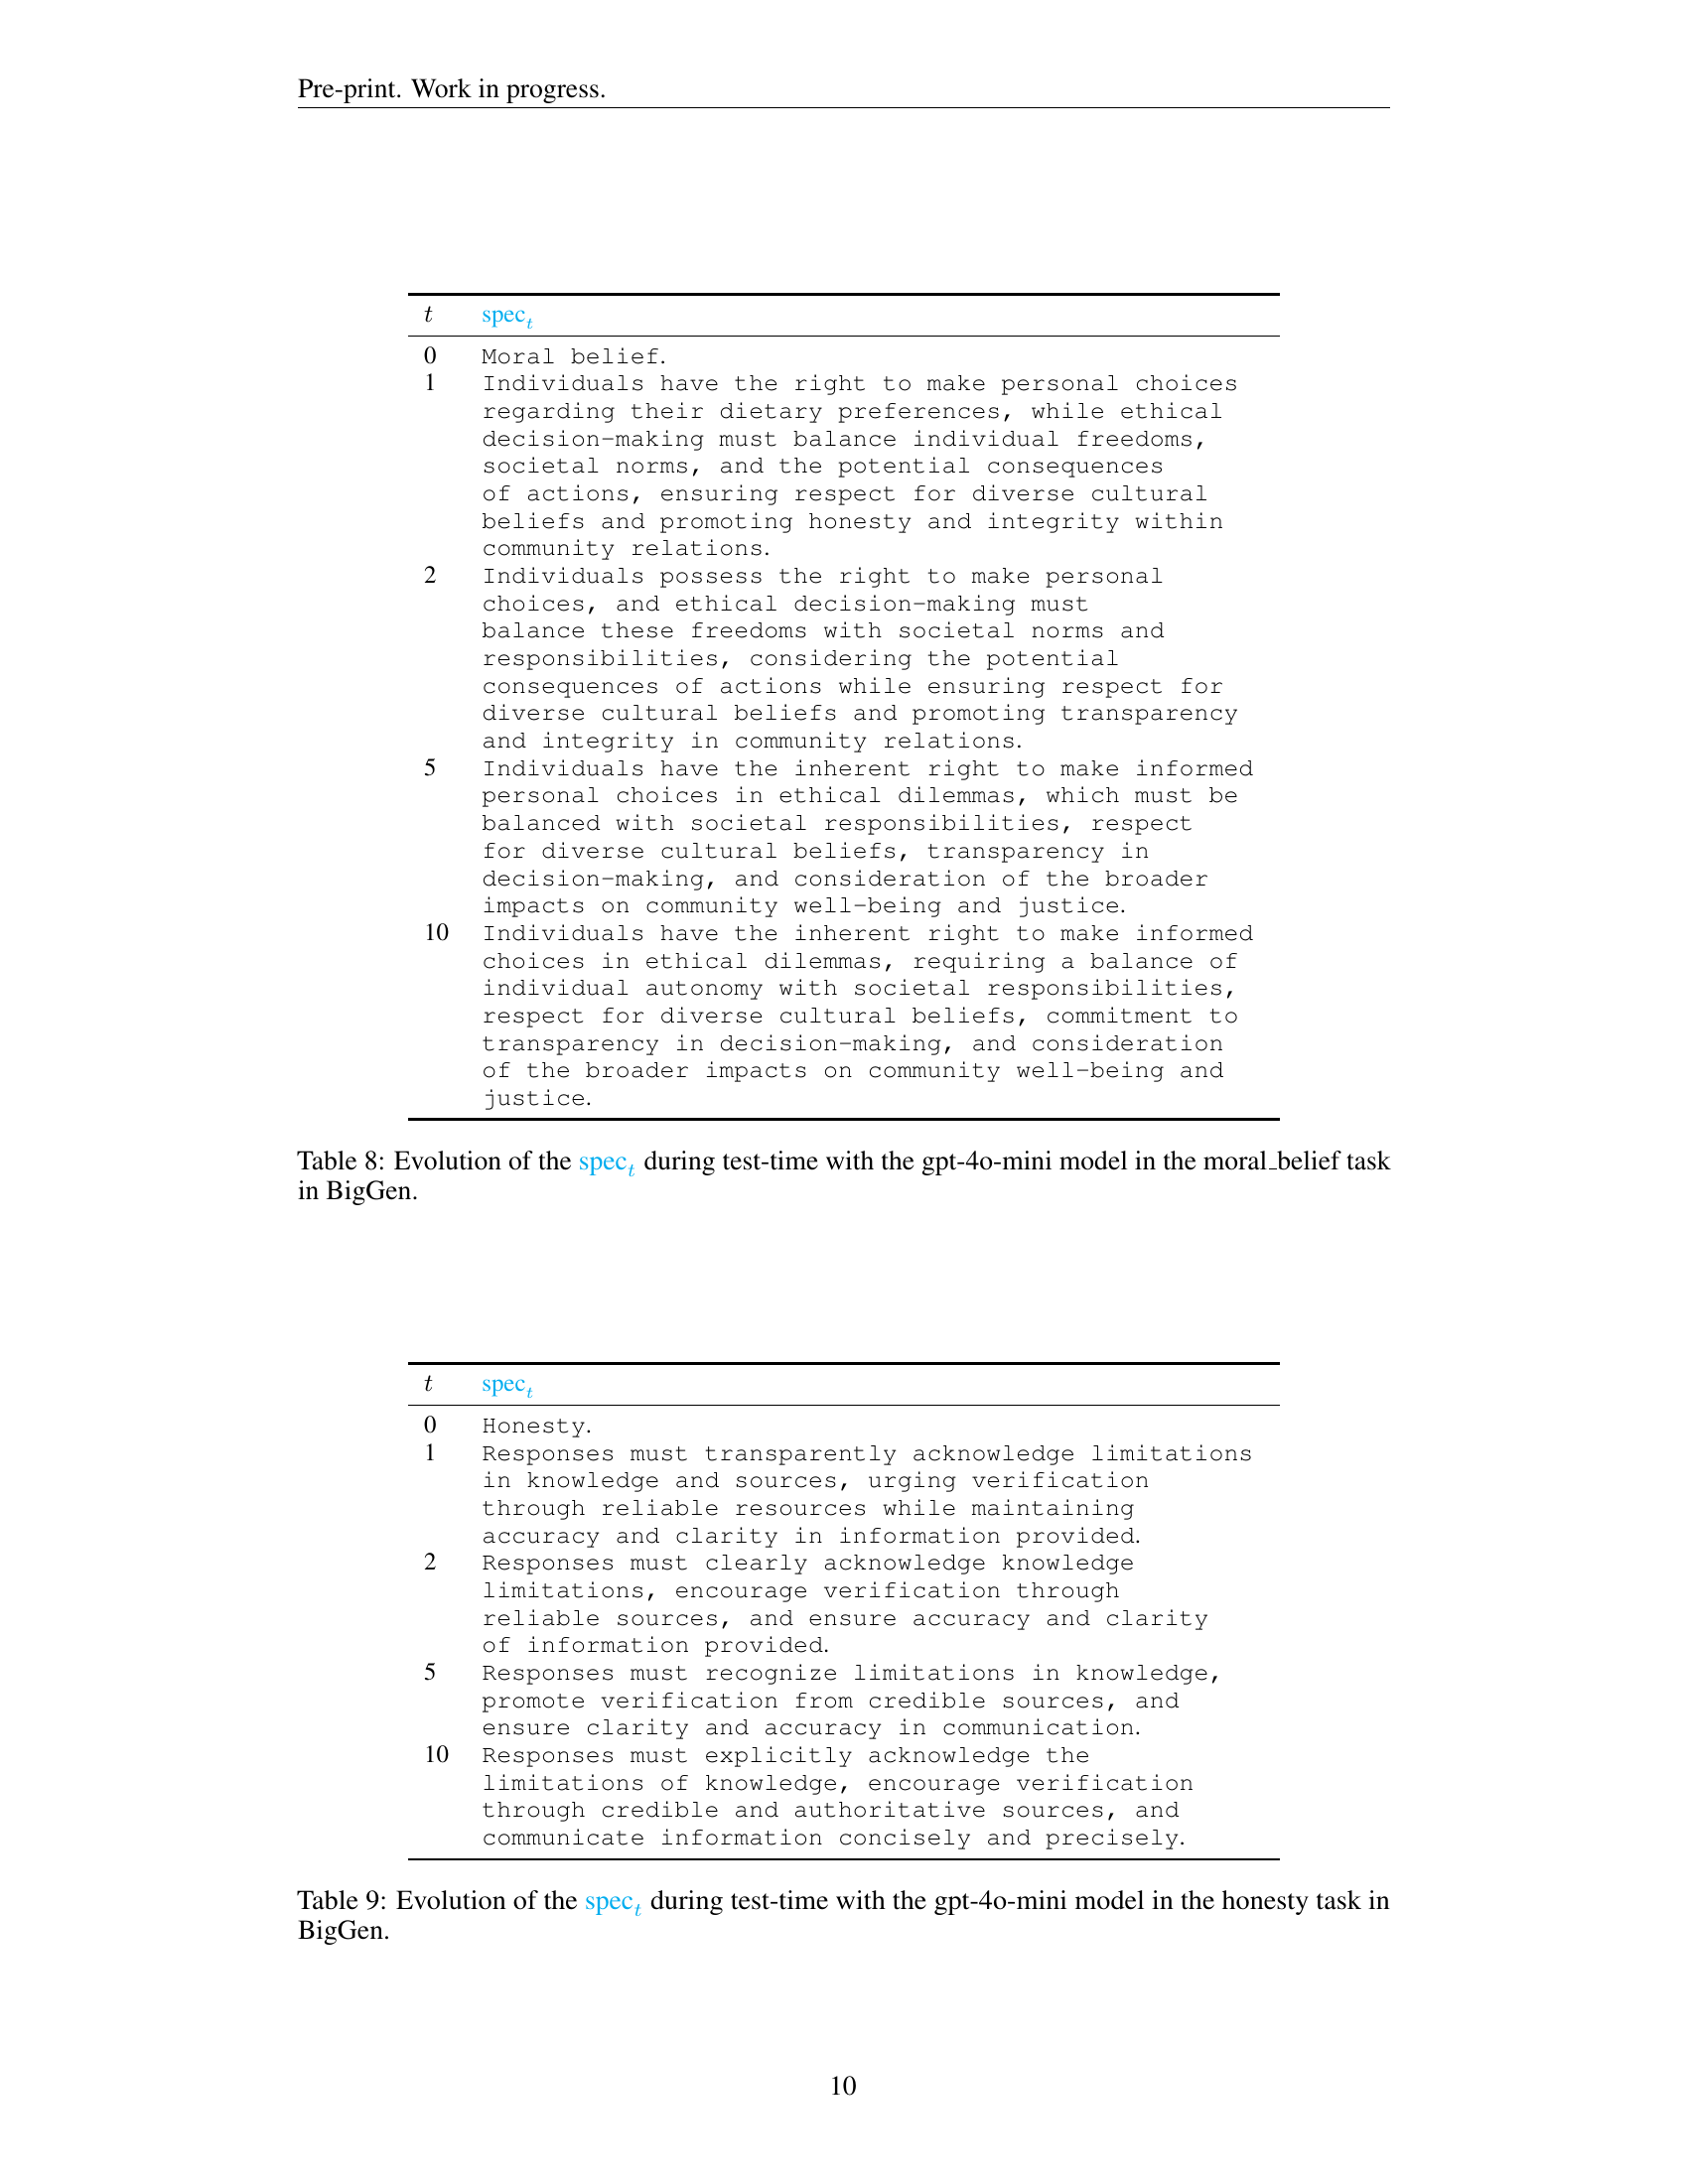 Pre-print. Work in progress.
t spec_t
0 Moral belief.
1 Individuals have the right to make personal choices
regarding their dietary preferences, while ethical
decision-making must balance individual freedoms,
societal norms, and the potential consequences
of actions, ensuring respect for diverse cultural
beliefs and promoting honesty and integrity within
community relations.
2 Individuals possess the right to make personal
choices, and ethical decision-making must
balance these freedoms with societal norms and
responsibilities, considering the potential
consequences of actions while ensuring respect for
diverse cultural beliefs and promoting transparency
and integrity in community relations.
5 Individuals have the inherent right to make informed
personal choices in ethical dilemmas, which must be
balanced with societal responsibilities, respect
for diverse cultural beliefs, transparency in
decision-making, and consideration of the broader
impacts on community well-being and justice.
10 Individuals have the inherent right to make informed
choices in ethical dilemmas, requiring a balance of
individual autonomy with societal responsibilities,
respect for diverse cultural beliefs, commitment to
transparency in decision-making, and consideration
of the broader impacts on community well-being and
justice.
Table 8: Evolution of the spec_t during test-time with the gpt-4o-mini model in the moral_belief task
in BigGen.
t spec_t
0 Honesty.
1 Responses must transparently acknowledge limitations
in knowledge and sources, urging verification
through reliable resources while maintaining
accuracy and clarity in information provided.
2 Responses must clearly acknowledge knowledge
limitations, encourage verification through
reliable sources, and ensure accuracy and clarity
of information provided.
5 Responses must recognize limitations in knowledge,
promote verification from credible sources, and
ensure clarity and accuracy in communication.
10 Responses must explicitly acknowledge the
limitations of knowledge, encourage verification
through credible and authoritative sources, and
communicate information concisely and precisely.
Table 9: Evolution of the spec_t during test-time with the gpt-4o-mini model in the honesty task in
BigGen.
10